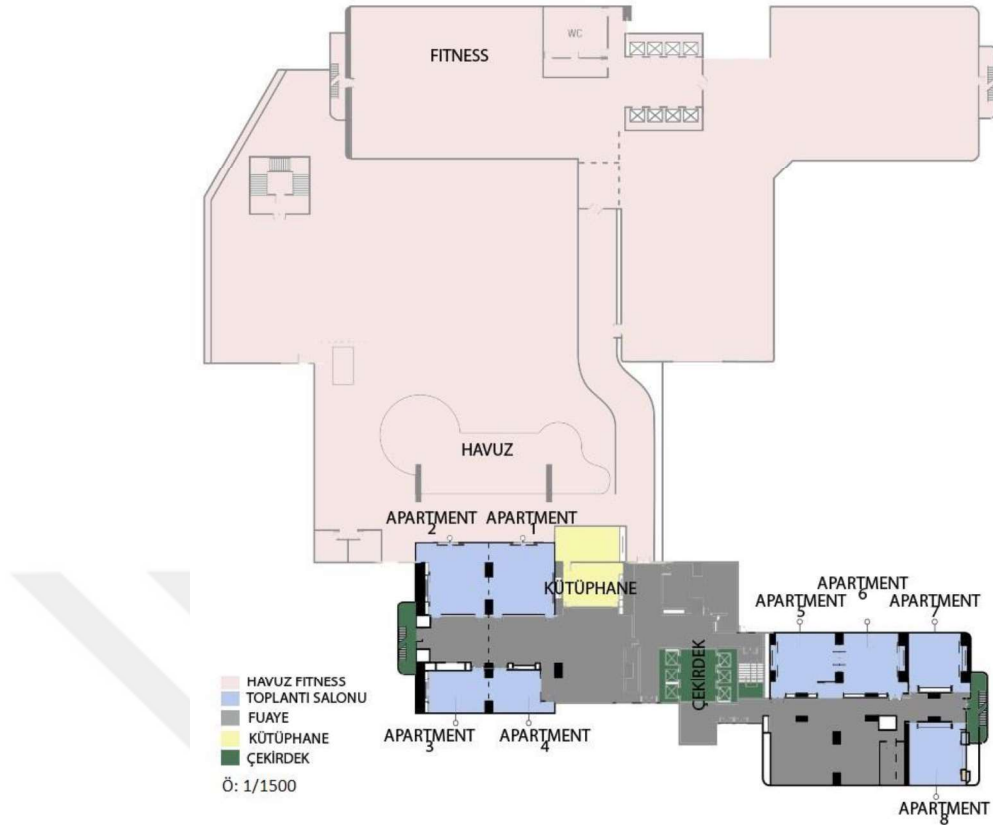 FITNESS
WC
HAVUZ
APARTMENT
2
APARTMENT
1
KÜTÜPHANE
ÇEKİRDEK
APARTMENT
5
APARTMENT
6
APARTMENT
7
APARTMENT
3
APARTMENT
4
APARTMENT
8
HAVUZ FITNESS
TOPLANTI SALONU
FUAYE
KÜTÜPHANE
ÇEKİRDEK
Ö: 1/1500